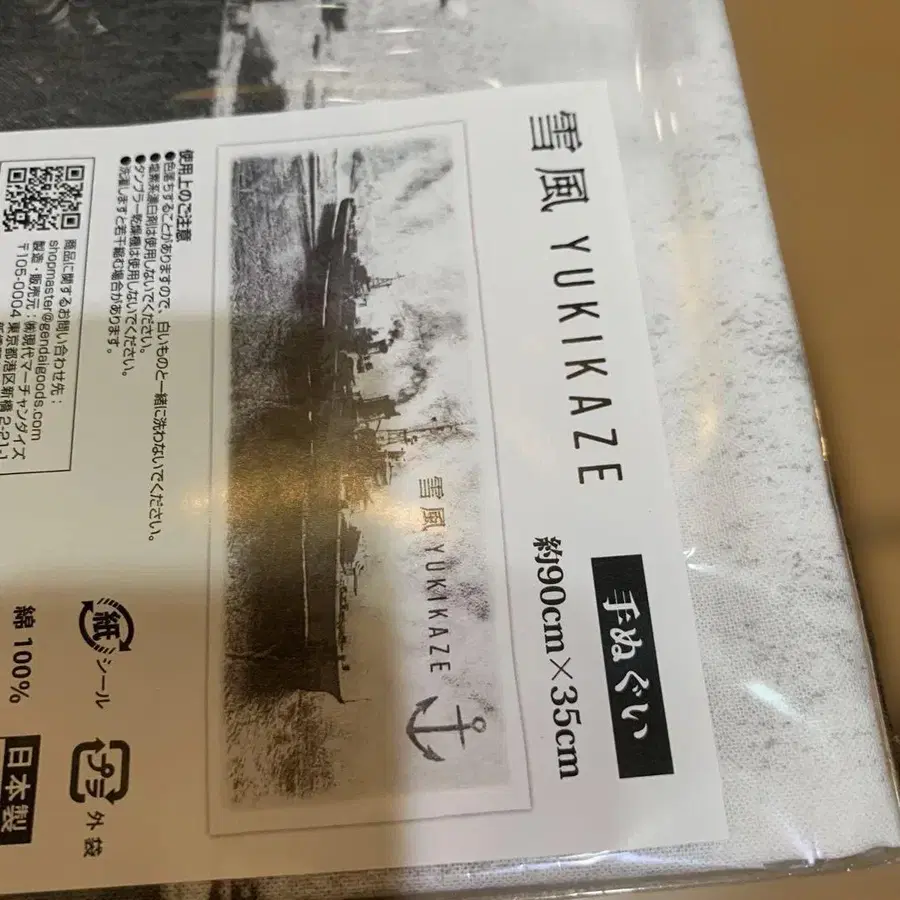 雪風 YUKIKAZE
手ぬぐい
約90cm×35cm
雪風 YUKIKAZE
使用上のご注意
●色落ちすることがありますので、白いものと一緒に洗わないでください。
●塩素系漂白剤は使用しないでください。
●タンブラー乾燥機は使用しないでください。
●洗濯しますと若干縮む場合があります。
商品に関するお問い合わせ先：
shopmaster@gendaigoods.com
製造・販売元：㈱現代マーチャンダイズ
〒105-0004 東京都港区新橋 2-21-1
紙 シール
プラ 外袋
綿 100%
日本製